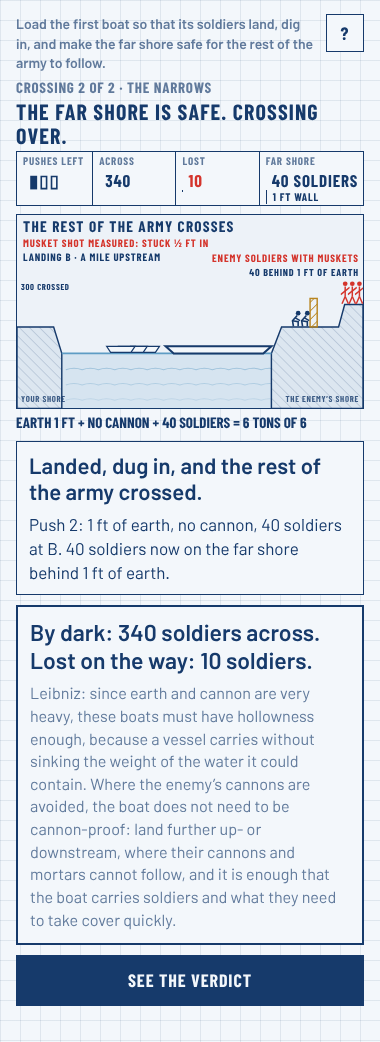 Load the first boat so that its soldiers land, dig
in, and make the far shore safe for the rest of the
army to follow.
?
CROSSING 2 OF 2 · THE NARROWS
THE FAR SHORE IS SAFE. CROSSING
OVER.
PUSHES LEFT
ACROSS
340
LOST
10
FAR SHORE
40 SOLDIERS
1 FT WALL
THE REST OF THE ARMY CROSSES
MUSKET SHOT MEASURED: STUCK ½ FT IN
LANDING B · A MILE UPSTREAM
ENEMY SOLDIERS WITH MUSKETS
40 BEHIND 1 FT OF EARTH
300 CROSSED
YOUR SHORE
THE ENEMY'S SHORE
EARTH 1 FT + NO CANNON + 40 SOLDIERS = 6 TONS OF 6
Landed, dug in, and the rest of
the army crossed.
Push 2: 1 ft of earth, no cannon, 40 soldiers
at B. 40 soldiers now on the far shore
behind 1 ft of earth.
By dark: 340 soldiers across.
Lost on the way: 10 soldiers.
Leibniz: since earth and cannon are very
heavy, these boats must have hollowness
enough, because a vessel carries without
sinking the weight of the water it could
contain. Where the enemy's cannons are
avoided, the boat does not need to be
cannon-proof: land further up- or
downstream, where their cannons and
mortars cannot follow, and it is enough that
the boat carries soldiers and what they need
to take cover quickly.
SEE THE VERDICT